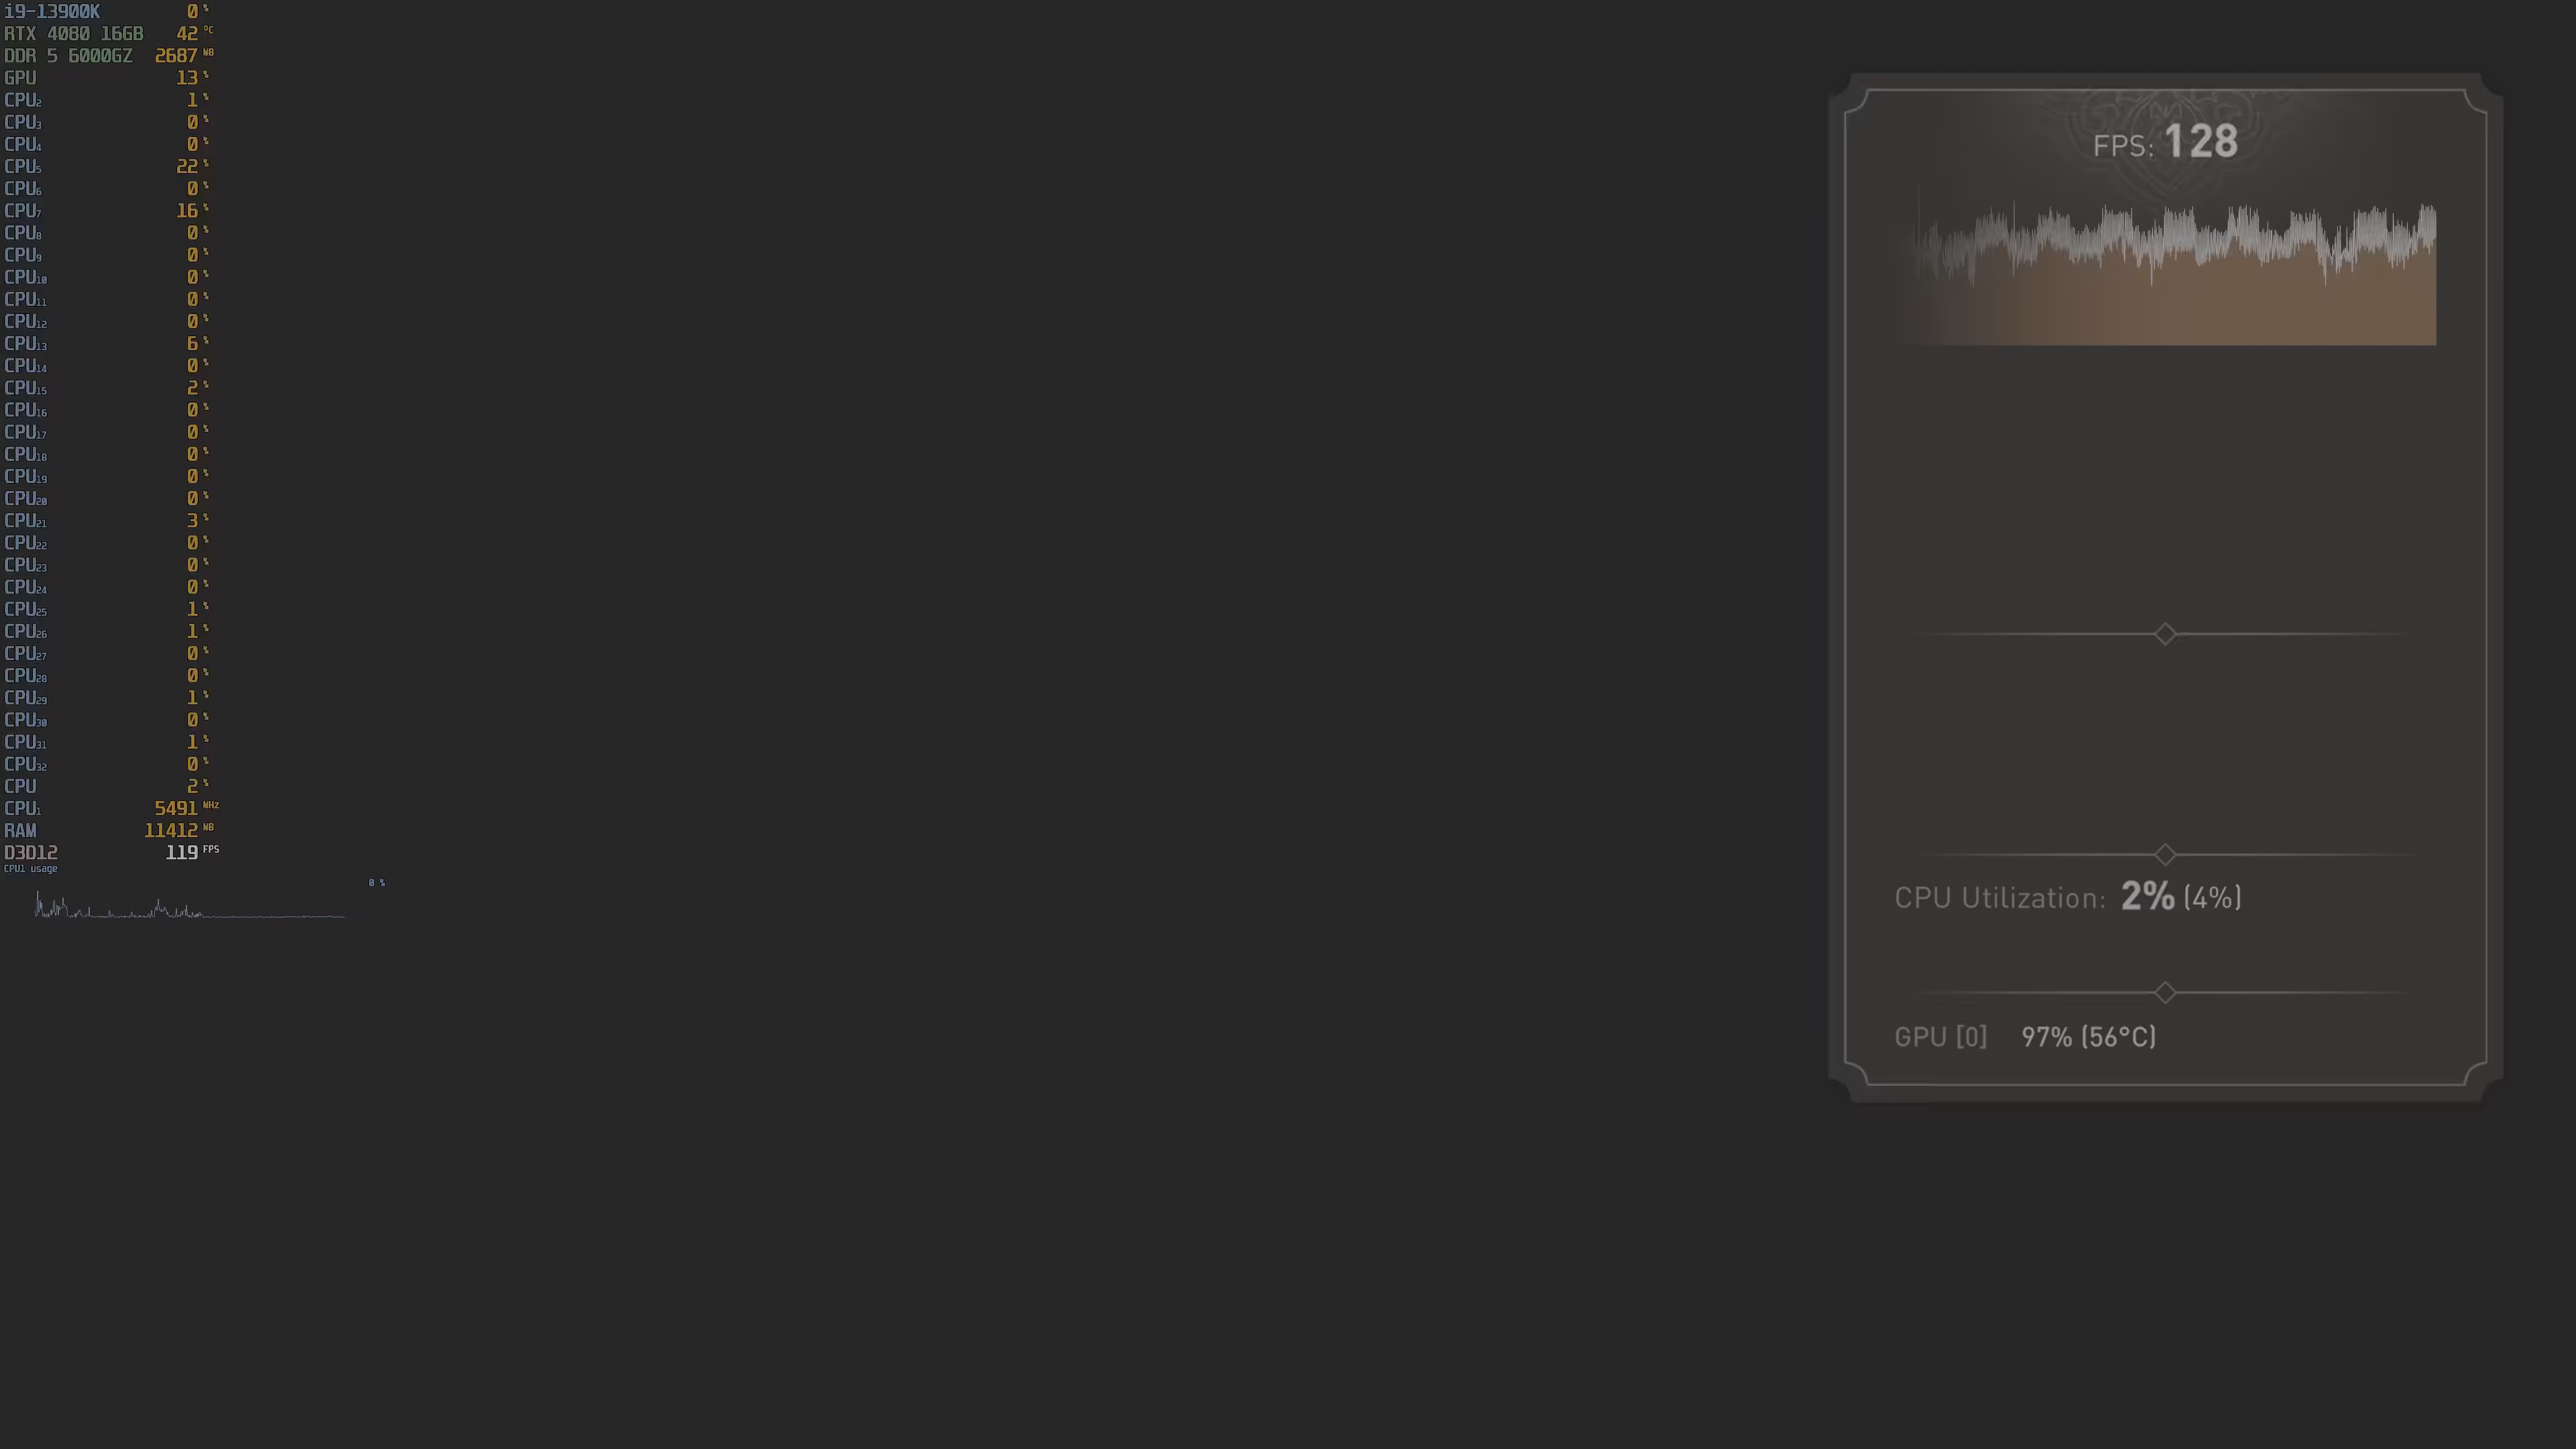 i9-13900K 0 %
RTX 4080 16GB 42 °C
DDR 5 6000GZ 2687 MB
GPU 13 %
CPU2 1 %
CPU3 0 %
CPU4 0 %
CPU5 22 %
CPU6 0 %
CPU7 16 %
CPU8 0 %
CPU9 0 %
CPU10 0 %
CPU11 0 %
CPU12 0 %
CPU13 6 %
CPU14 0 %
CPU15 2 %
CPU16 0 %
CPU17 0 %
CPU18 0 %
CPU19 0 %
CPU20 0 %
CPU21 3 %
CPU22 0 %
CPU23 0 %
CPU24 0 %
CPU25 1 %
CPU26 1 %
CPU27 0 %
CPU28 0 %
CPU29 1 %
CPU30 0 %
CPU31 1 %
CPU32 0 %
CPU 2 %
CPU1 5491 MHz
RAM 11412 MB
D3D12 119 FPS
CPU1 usage
0 %
FPS: 128
CPU Utilization: 2% (4%)
GPU [0] 97% (56°C)